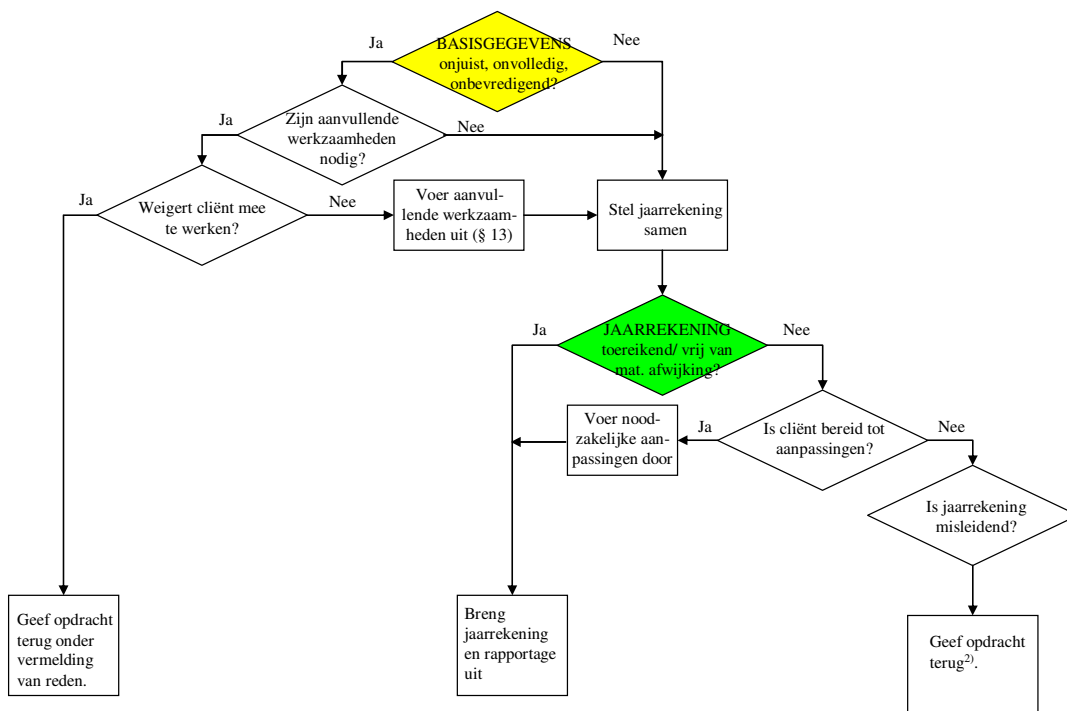 Ja
BASISGEGEVENS
onjuist, onvolledig,
onbevredigend?
Nee
Ja
Zijn aanvullende
werkzaamheden
nodig?
Nee
Ja
Weigert cliënt mee
te werken?
Nee
Voer aanvul-
lende werkzaam-
heden uit (§ 13)
Stel jaarrekening
samen
Ja
JAARREKENING
toereikend/ vrij van
mat. afwijking?
Nee
Voer nood-
zakelijke aan-
passingen door
Ja
Is cliënt bereid tot
aanpassingen?
Nee
Is jaarrekening
misleidend?
Geef opdracht
terug onder
vermelding
van reden.
Breng
jaarrekening
en rapportage
uit
Geef opdracht
terug2).